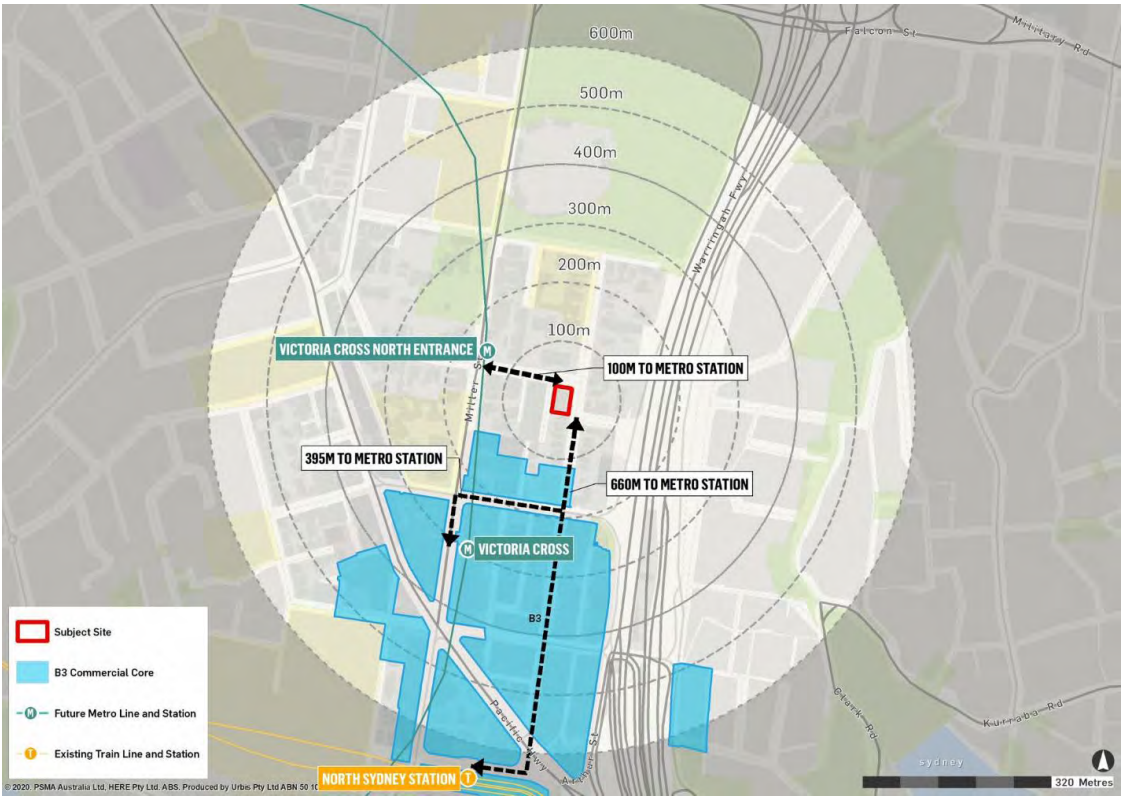 600m
Falcon St
Military Rd
500m
400m
Warringah Fwy
300m
200m
100m
VICTORIA CROSS NORTH ENTRANCE
M
100M TO METRO STATION
Miller St
395M TO METRO STATION
660M TO METRO STATION
M
VICTORIA CROSS
B3
Subject Site
B3 Commercial Core
M
Future Metro Line and Station
T
Existing Train Line and Station
Pacific Hwy
Arthur St
Clark Rd
Kurraba Rd
sydney
NORTH SYDNEY STATION
T
320 Metres
© 2020. PSMA Australia Ltd, HERE Pty Ltd. ABS. Produced by Urbis Pty Ltd ABN 50 10